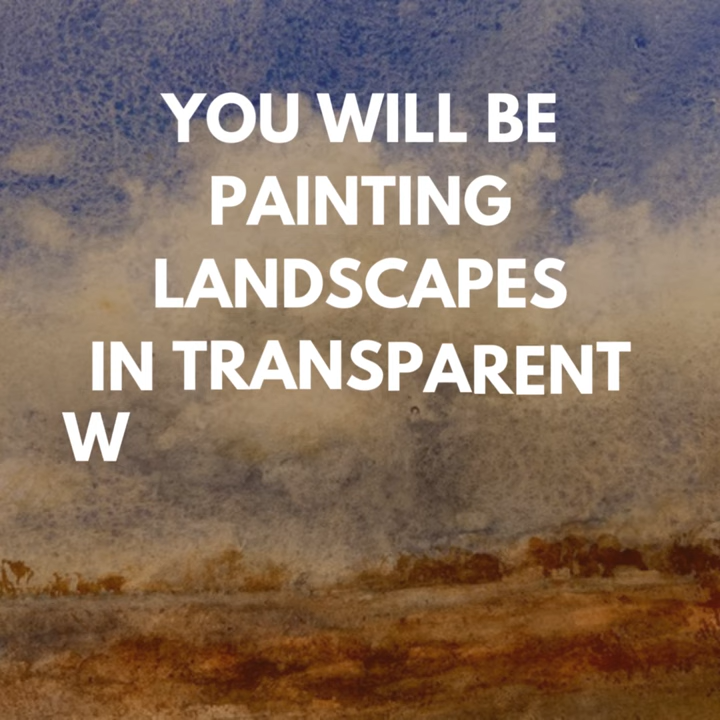 YOU WILL BE
PAINTING
LANDSCAPES
IN TRANSPARENT
W